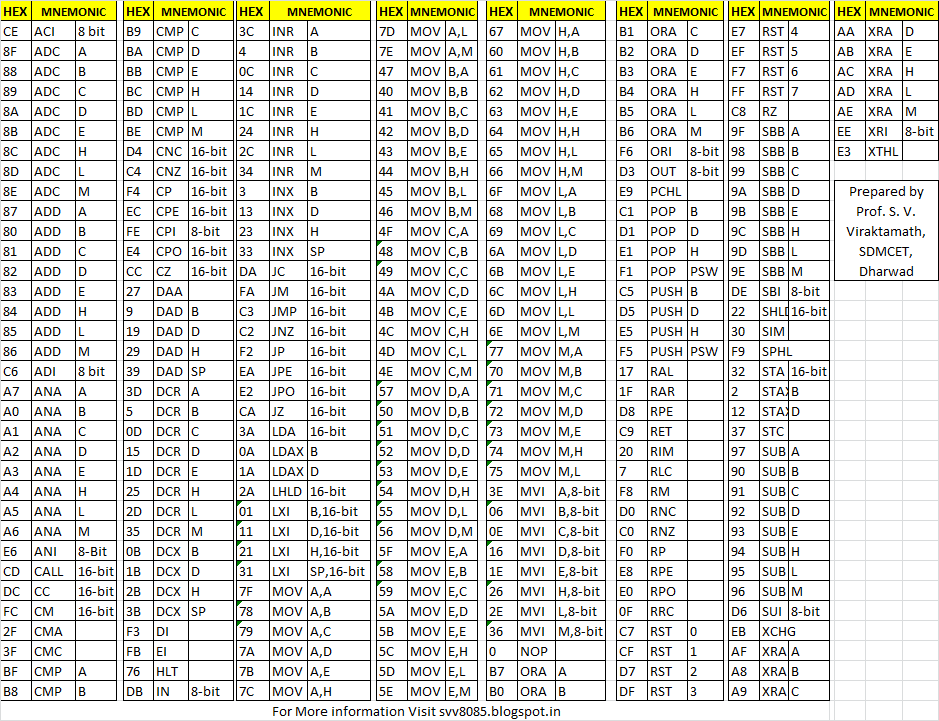 HEX MNEMONIC
CE ACI 8 bit
8F ADC A
88 ADC B
89 ADC C
8A ADC D
8B ADC E
8C ADC H
8D ADC L
8E ADC M
87 ADD A
80 ADD B
81 ADD C
82 ADD D
83 ADD E
84 ADD H
85 ADD L
86 ADD M
C6 ADI 8 bit
A7 ANA A
A0 ANA B
A1 ANA C
A2 ANA D
A3 ANA E
A4 ANA H
A5 ANA L
A6 ANA M
E6 ANI 8-Bit
CD CALL 16-bit
DC CC 16-bit
FC CM 16-bit
2F CMA
3F CMC
BF CMP A
B8 CMP B
HEX MNEMONIC
B9 CMP C
BA CMP D
BB CMP E
BC CMP H
BD CMP L
BE CMP M
D4 CNC 16-bit
C4 CNZ 16-bit
F4 CP 16-bit
EC CPE 16-bit
FE CPI 8-bit
E4 CPO 16-bit
CC CZ 16-bit
27 DAA
9 DAD B
19 DAD D
29 DAD H
39 DAD SP
3D DCR A
5 DCR B
0D DCR C
15 DCR D
1D DCR E
25 DCR H
2D DCR L
35 DCR M
0B DCX B
1B DCX D
2B DCX H
3B DCX SP
F3 DI
FB EI
76 HLT
DB IN 8-bit
HEX MNEMONIC
3C INR A
4 INR B
0C INR C
14 INR D
1C INR E
24 INR H
2C INR L
34 INR M
3 INX B
13 INX D
23 INX H
33 INX SP
DA JC 16-bit
FA JM 16-bit
C3 JMP 16-bit
C2 JNZ 16-bit
F2 JP 16-bit
EA JPE 16-bit
E2 JPO 16-bit
CA JZ 16-bit
3A LDA 16-bit
0A LDAX B
1A LDAX D
2A LHLD 16-bit
01 LXI B,16-bit
11 LXI D,16-bit
21 LXI H,16-bit
31 LXI SP,16-bit
7F MOV A,A
78 MOV A,B
79 MOV A,C
7A MOV A,D
7B MOV A,E
7C MOV A,H
HEX MNEMONIC
7D MOV A,L
7E MOV A,M
47 MOV B,A
40 MOV B,B
41 MOV B,C
42 MOV B,D
43 MOV B,E
44 MOV B,H
45 MOV B,L
46 MOV B,M
4F MOV C,A
48 MOV C,B
49 MOV C,C
4A MOV C,D
4B MOV C,E
4C MOV C,H
4D MOV C,L
4E MOV C,M
57 MOV D,A
50 MOV D,B
51 MOV D,C
52 MOV D,D
53 MOV D,E
54 MOV D,H
55 MOV D,L
56 MOV D,M
5F MOV E,A
58 MOV E,B
59 MOV E,C
5A MOV E,D
5B MOV E,E
5C MOV E,H
5D MOV E,L
5E MOV E,M
HEX MNEMONIC
67 MOV H,A
60 MOV H,B
61 MOV H,C
62 MOV H,D
63 MOV H,E
64 MOV H,H
65 MOV H,L
66 MOV H,M
6F MOV L,A
68 MOV L,B
69 MOV L,C
6A MOV L,D
6B MOV L,E
6C MOV L,H
6D MOV L,L
6E MOV L,M
77 MOV M,A
70 MOV M,B
71 MOV M,C
72 MOV M,D
73 MOV M,E
74 MOV M,H
75 MOV M,L
3E MVI A,8-bit
06 MVI B,8-bit
0E MVI C,8-bit
16 MVI D,8-bit
1E MVI E,8-bit
26 MVI H,8-bit
2E MVI L,8-bit
36 MVI M,8-bit
0 NOP
B7 ORA A
B0 ORA B
HEX MNEMONIC
B1 ORA C
B2 ORA D
B3 ORA E
B4 ORA H
B5 ORA L
B6 ORA M
F6 ORI 8-bit
D3 OUT 8-bit
E9 PCHL
C1 POP B
D1 POP D
E1 POP H
F1 POP PSW
C5 PUSH B
D5 PUSH D
E5 PUSH H
F5 PUSH PSW
17 RAL
1F RAR
D8 RPE
C9 RET
20 RIM
7 RLC
F8 RM
D0 RNC
C0 RNZ
F0 RP
E8 RPE
E0 RPO
0F RRC
C7 RST 0
CF RST 1
D7 RST 2
DF RST 3
HEX MNEMONIC
E7 RST 4
EF RST 5
F7 RST 6
FF RST 7
C8 RZ
9F SBB A
98 SBB B
99 SBB C
9A SBB D
9B SBB E
9C SBB H
9D SBB L
9E SBB M
DE SBI 8-bit
22 SHLD 16-bit
30 SIM
F9 SPHL
32 STA 16-bit
2 STAX B
12 STAX D
37 STC
97 SUB A
90 SUB B
91 SUB C
92 SUB D
93 SUB E
94 SUB H
95 SUB L
96 SUB M
D6 SUI 8-bit
EB XCHG
AF XRA A
A8 XRA B
A9 XRA C
HEX MNEMONIC
AA XRA D
AB XRA E
AC XRA H
AD XRA L
AE XRA M
EE XRI 8-bit
E3 XTHL
Prepared by
Prof. S. V.
Viraktamath,
SDMCET,
Dharwad
For More information Visit svv8085.blogspot.in